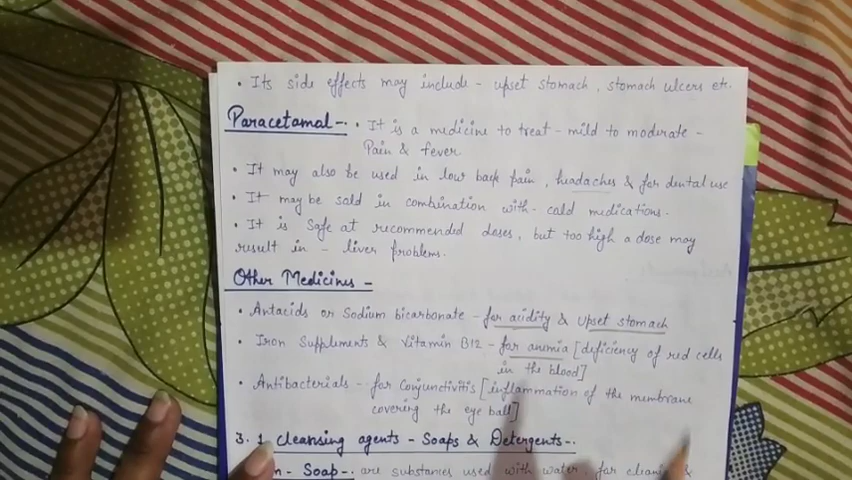 • Its side effects may include - upset stomach, stomach ulcers etc.
Paracetamal-. • It is a medicine to treat - mild to moderate -
Pain & fever
• It may also be used in low back pain, headaches & for dental use
• It may be sold in combination with - cald medications.
• It is Safe at recommended doses, but too high a dose may
result in - liver problems.
Other Medicines -
• Antacids or Sodium bicarbonate - for acidity & Upset stomach
• Iron Supplements & Vitamin B12 - for anemia [deficiency of red cells
in the blood]
• Antibacterials - for Conjunctivitis [inflammation of the membrane
covering the eye ball]
3. 1 cleansing agents - Soaps & Detergents-.
Soap-. are substances used with water, for cleaning &